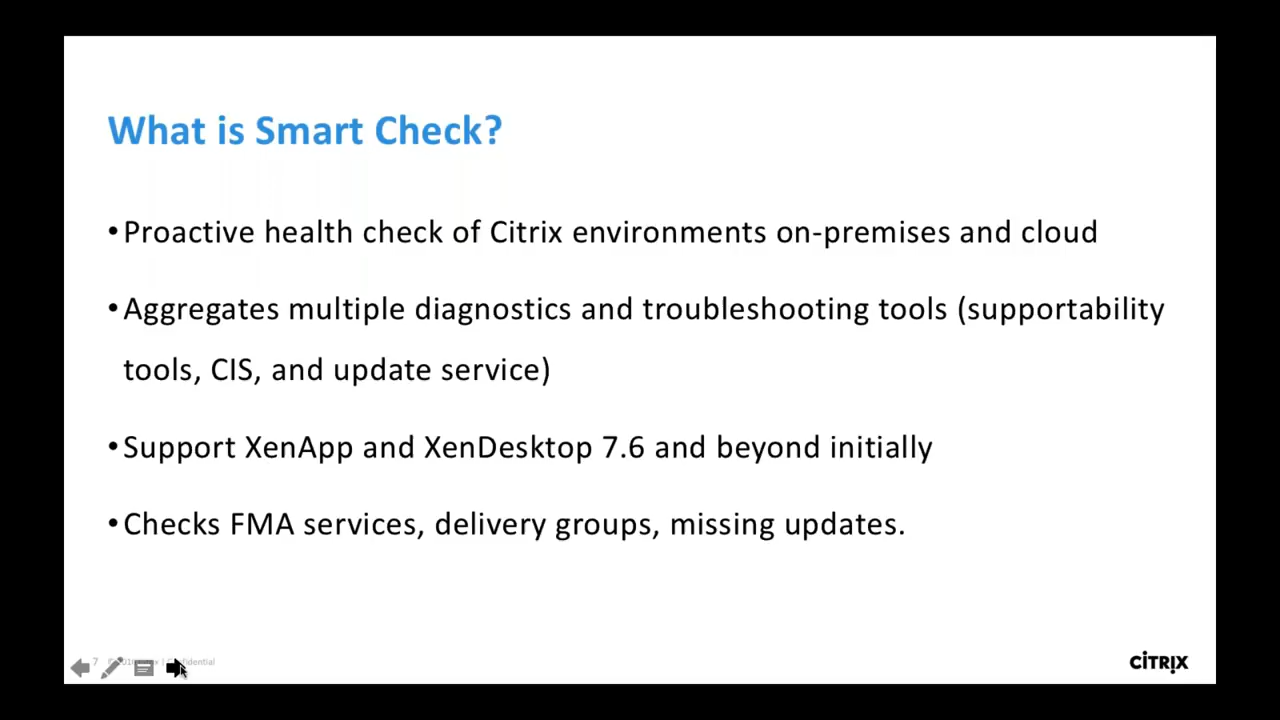 What is Smart Check?
•Proactive health check of Citrix environments on-premises and cloud
•Aggregates multiple diagnostics and troubleshooting tools (supportability
tools, CIS, and update service)
•Support XenApp and XenDesktop 7.6 and beyond initially
•Checks FMA services, delivery groups, missing updates.
7
CITRIX